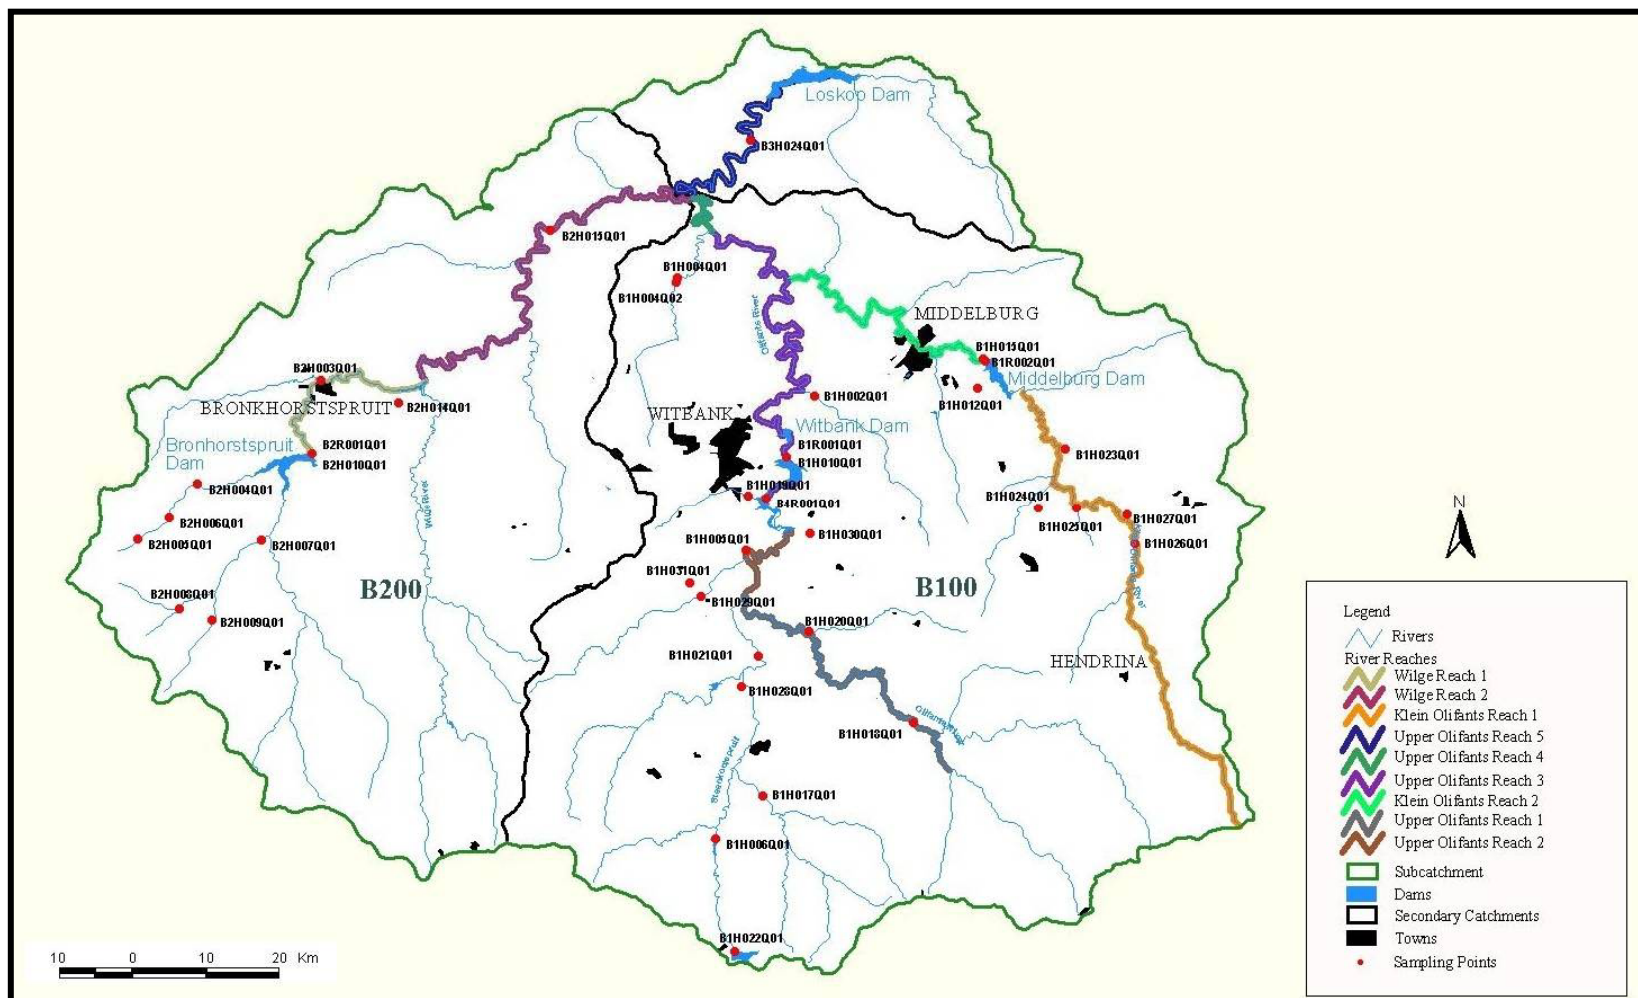 Loskop Dam
B3H024Q01
B2H015Q01
B1H004Q01
B1H004Q02
Olifants River
MIDDELBURG
B1H015Q01
B1R002Q01
Middelburg Dam
B1H012Q01
B2H003Q01
BRONKHORSTSPRUIT
B2H014Q01
WITBANK
B1H002Q01
Witbank Dam
B2R001Q01
B2H010Q01
Bronhorstspruit
Dam
B1R001Q01
B1H010Q01
B1H023Q01
B2H004Q01
B1H019Q01
B4R001Q01
B1H024Q01
B1H025Q01
B1H027Q01
B1H026Q01
B2H006Q01
B2H005Q01
B2H007Q01
Wilge River
B1H005Q01
B1H030Q01
B1H031Q01
B1H029Q01
B200
B100
B2H008Q01
B2H009Q01
B1H020Q01
B1H021Q01
HENDRINA
B1H028Q01
B1H018Q01
Steenkoolspruit
B1H017Q01
B1H006Q01
B1H022Q01
10 0 10 20 Km
N
Legend
Rivers
River Reaches
Wilge Reach 1
Wilge Reach 2
Klein Olifants Reach 1
Upper Olifants Reach 5
Upper Olifants Reach 4
Upper Olifants Reach 3
Klein Olifants Reach 2
Upper Olifants Reach 1
Upper Olifants Reach 2
Subcatchment
Dams
Secondary Catchments
Towns
Sampling Points